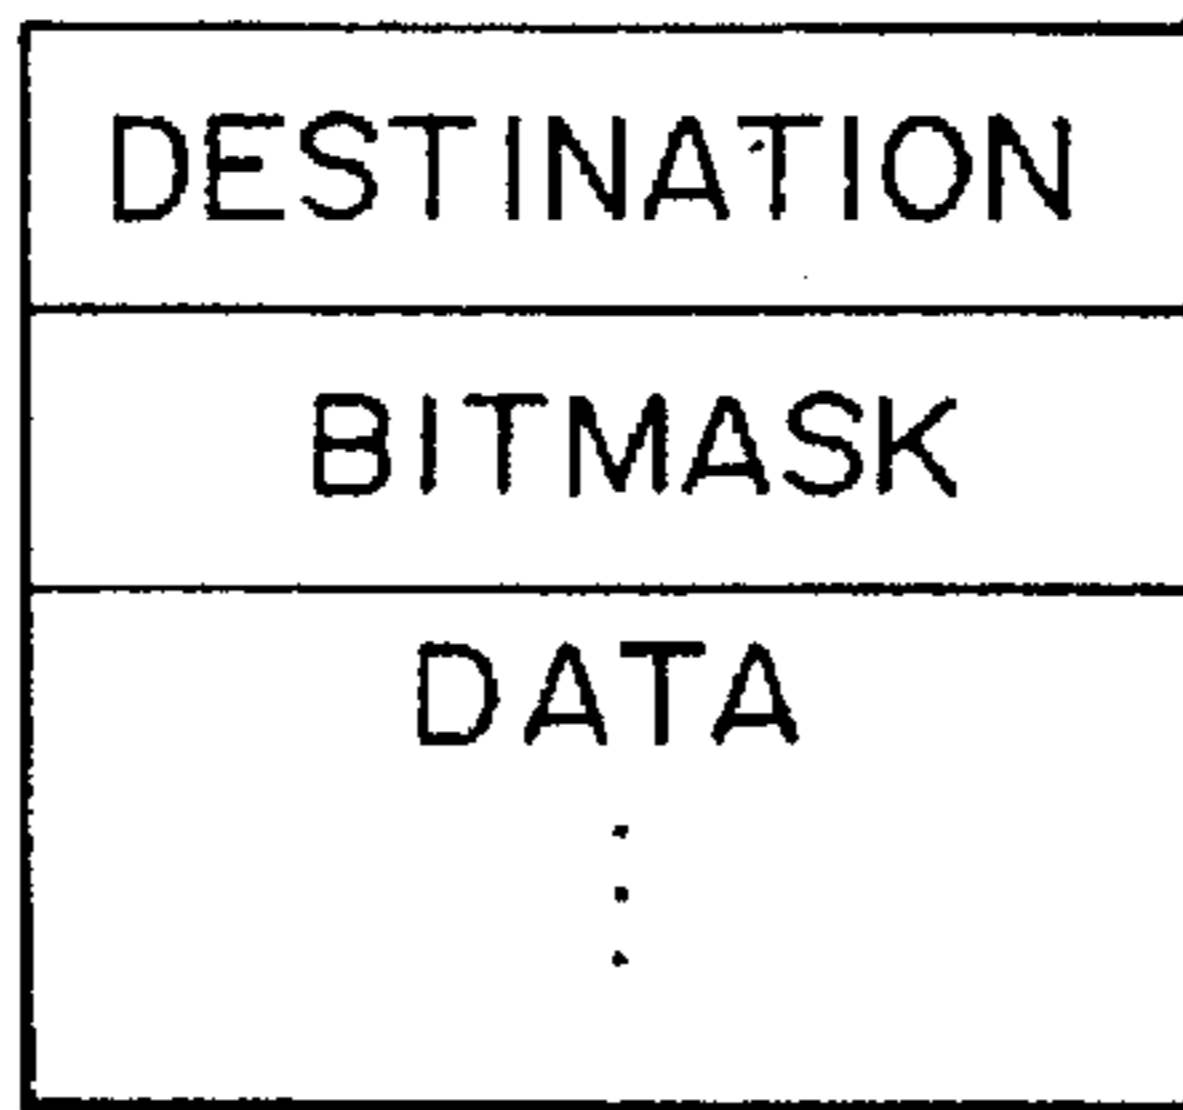 DESTINATION
BITMASK
DATA
.
.
.